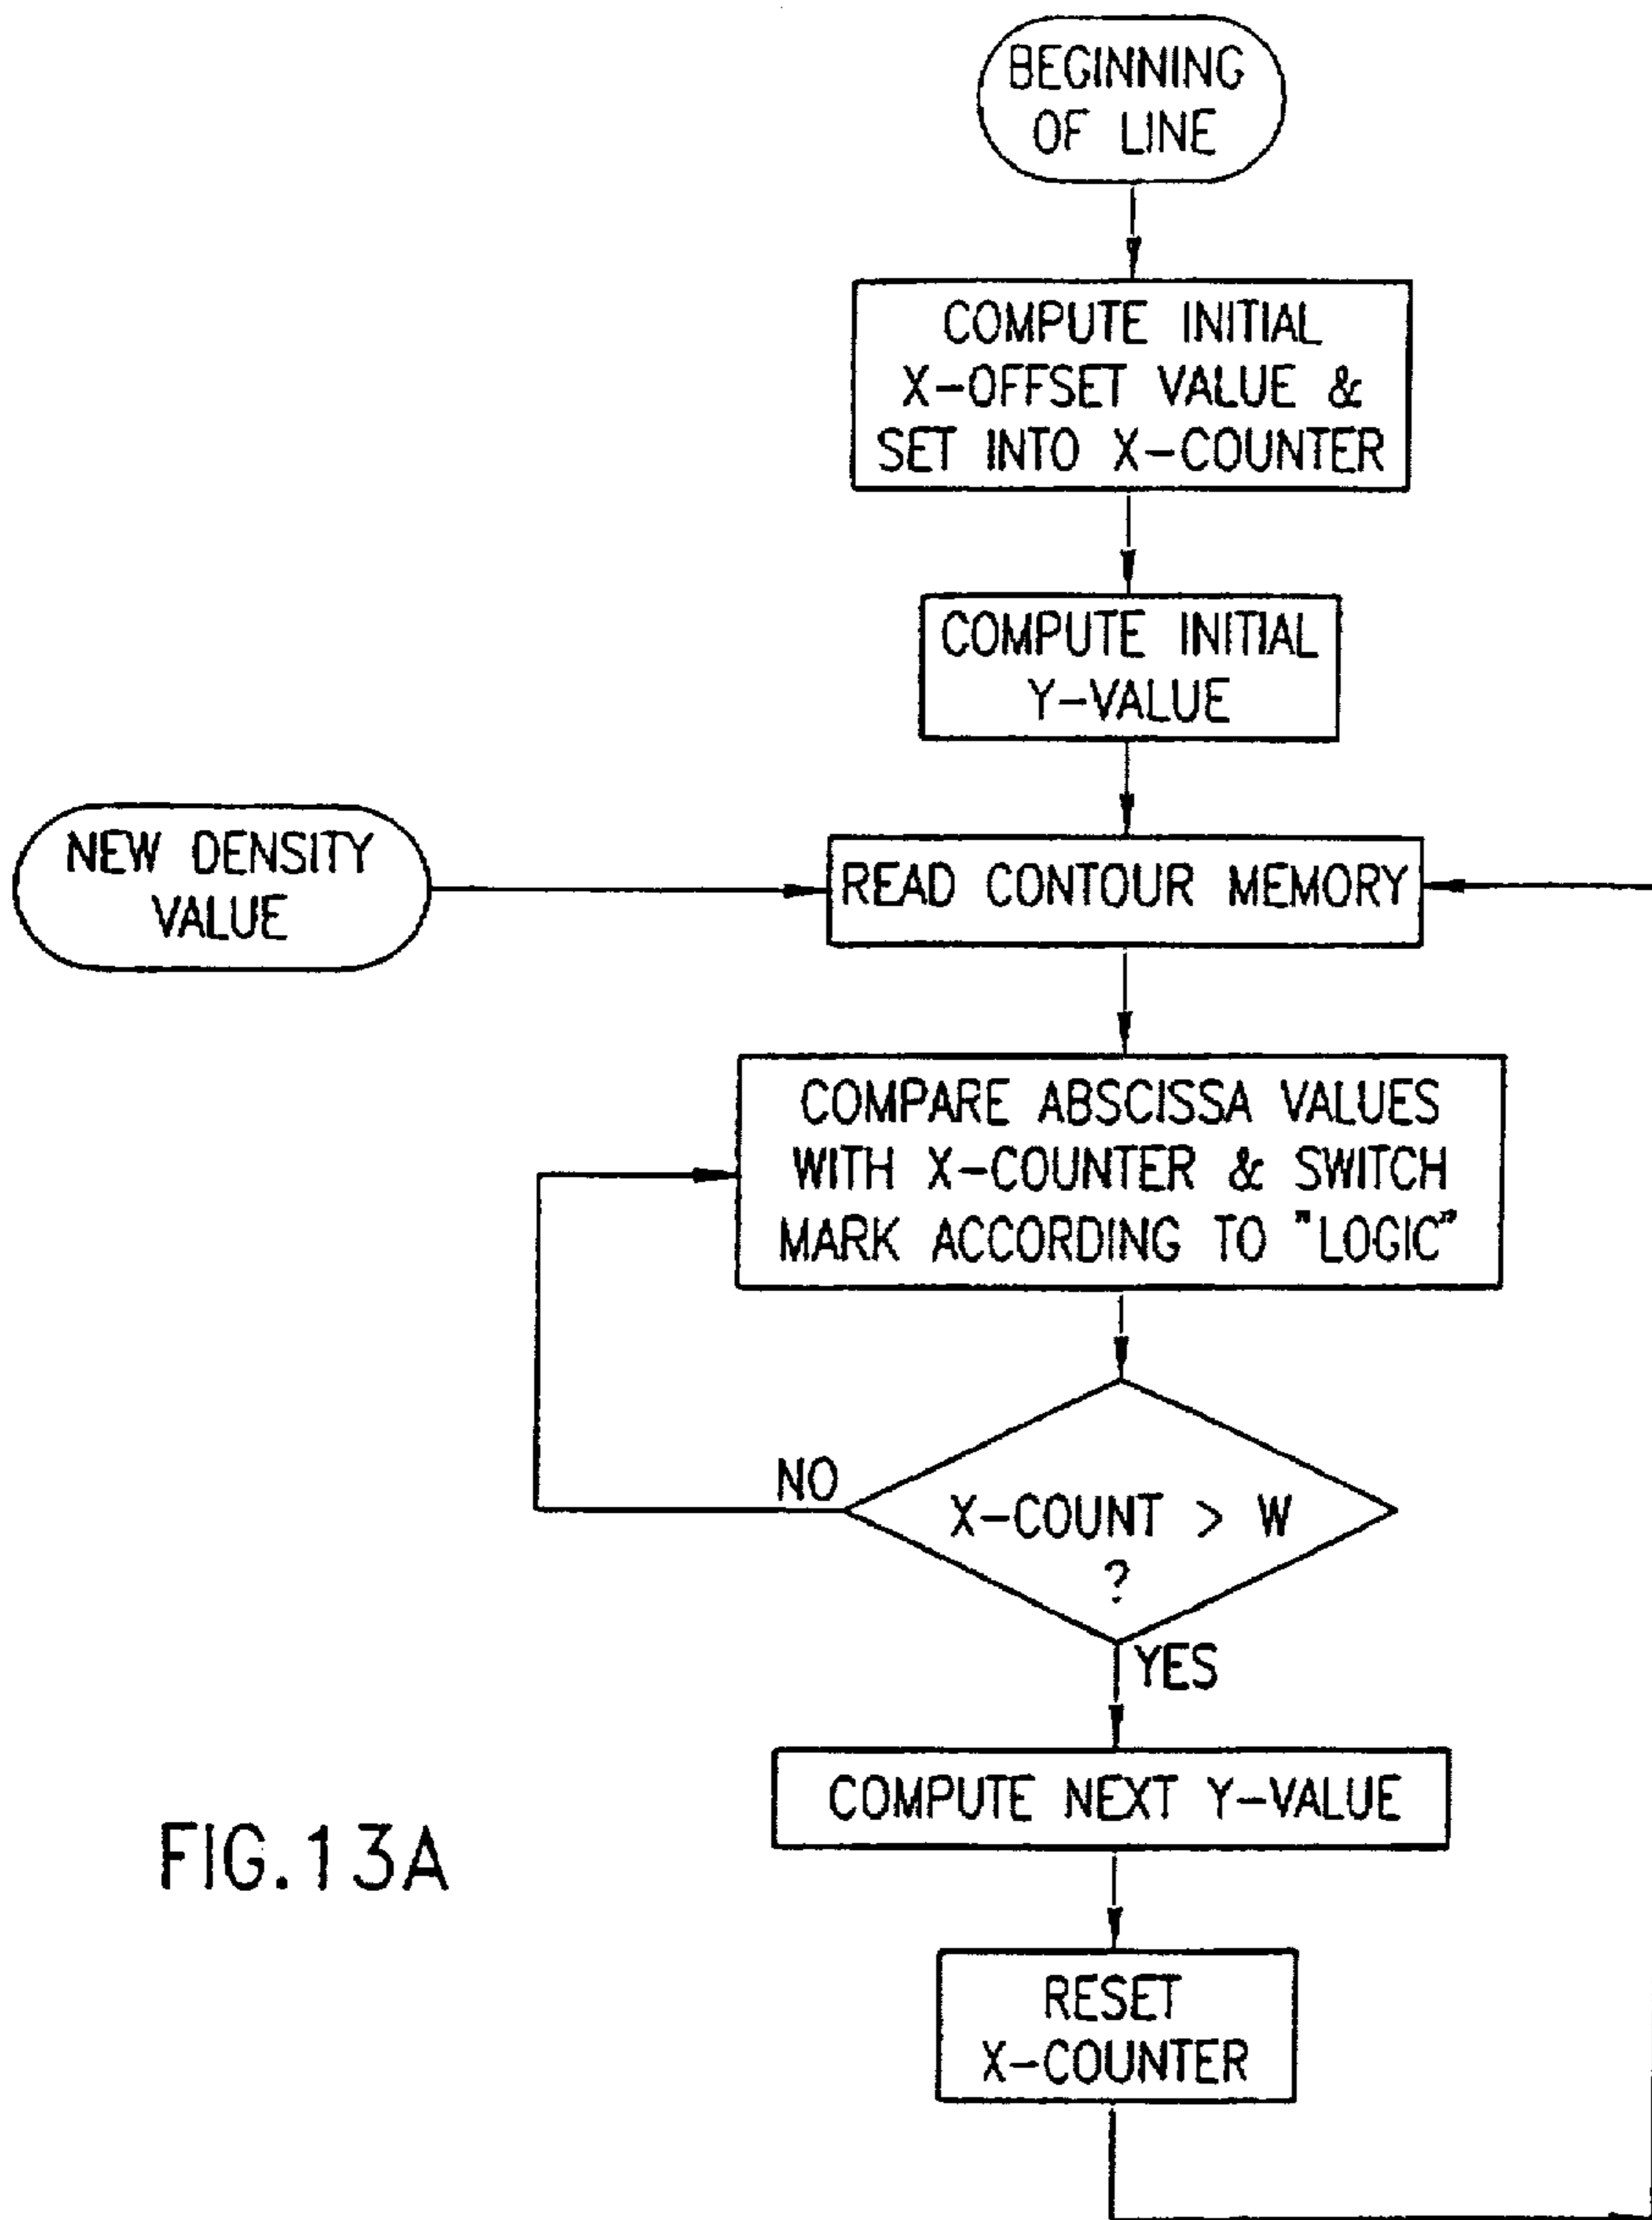 BEGINNING
OF LINE
COMPUTE INITIAL
X-OFFSET VALUE &
SET INTO X-COUNTER
COMPUTE INITIAL
Y-VALUE
NEW DENSITY
VALUE
READ CONTOUR MEMORY
COMPARE ABSCISSA VALUES
WITH X-COUNTER & SWITCH
MARK ACCORDING TO "LOGIC"
NO
X-COUNT > W
?
YES
COMPUTE NEXT Y-VALUE
FIG.13A
RESET
X-COUNTER